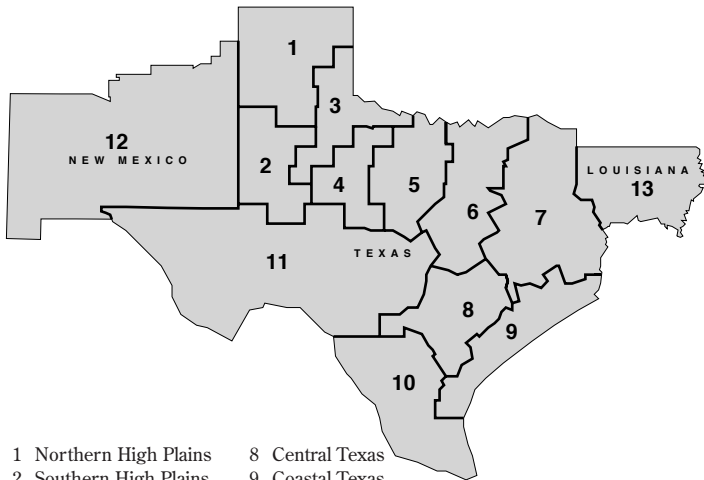 1
3
12
NEW MEXICO
2
4
5
6
7
LOUISIANA
13
11
TEXAS
8
9
10
1 Northern High Plains
8 Central Texas
2 Southern High Plains
9 Coastal Texas